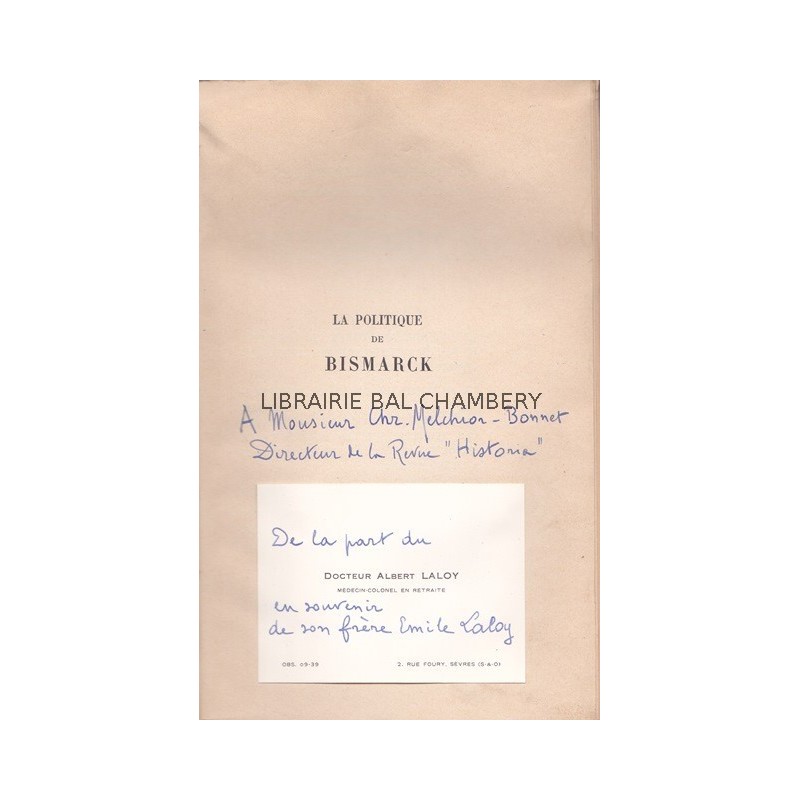 LA POLITIQUE
DE
BISMARCK
LIBRAIRIE BAL CHAMBERY
A Monsieur Chr. Melchior-Bonnet
Directeur de la Revue "Historia"
De la part du
DOCTEUR ALBERT LALOY
MEDECIN-COLONEL EN RETRAITE
en souvenir
de son frère Emile Laloy
OBS. 09-39 2, RUE FOURY, SEVRES (S-&-O)